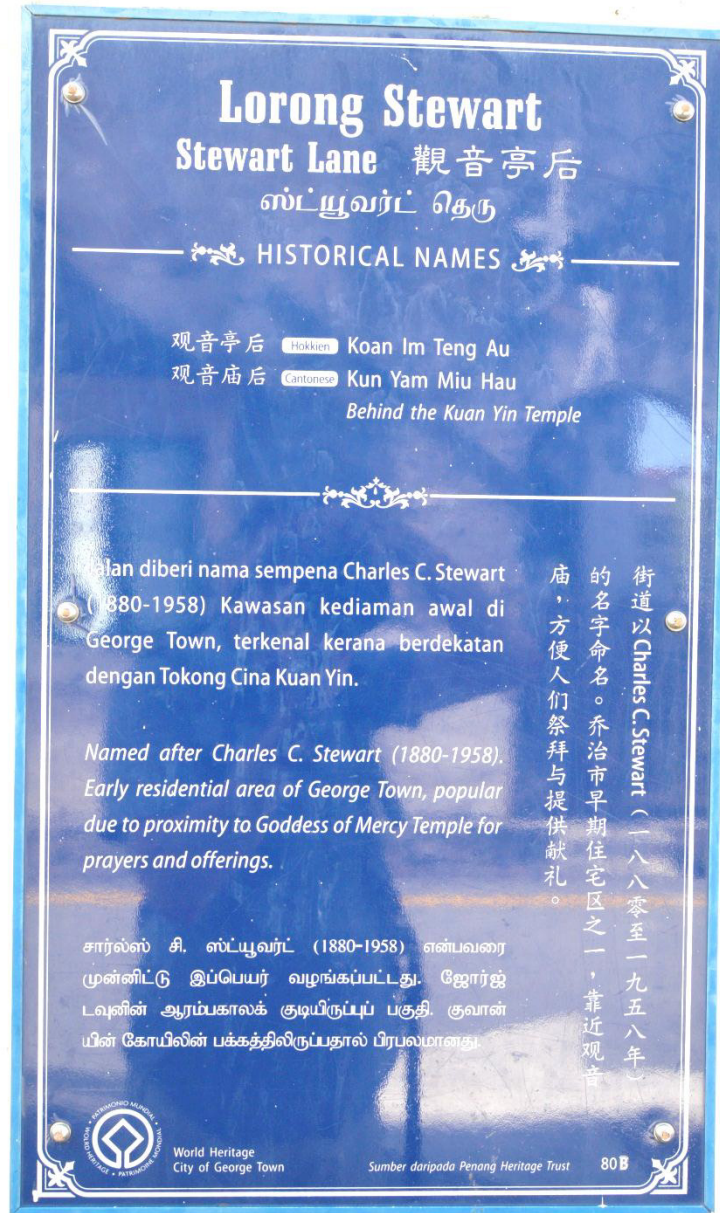 Lorong Stewart
Stewart Lane 觀音亭后
ஸ்ட்யூவர்ட் தெரு
HISTORICAL NAMES
观音亭后 Hokkien Koan Im Teng Au
观音庙后 Cantonese Kun Yam Miu Hau
Behind the Kuan Yin Temple
Jalan diberi nama sempena Charles C. Stewart
(1880-1958) Kawasan kediaman awal di
George Town, terkenal kerana berdekatan
dengan Tokong Cina Kuan Yin.
Named after Charles C. Stewart (1880-1958).
Early residential area of George Town, popular
due to proximity to Goddess of Mercy Temple for
prayers and offerings.
சார்ல்ஸ் சி. ஸ்ட்யூவர்ட் (1880-1958) என்பவரை
முன்னிட்டு இப்பெயர் வழங்கப்பட்டது. ஜோர்ஜ்
டவுனின் ஆரம்பகாலக் குடியிருப்புப் பகுதி. குவான்
யின் கோயிலின் பக்கத்திலிருப்பதால் பிரபலமானது.
街道以Charles C. Stewart（一八八零至一九五八年）
的名字命名。乔治市早期住宅区之一，靠近观音
庙，方便人们祭拜与提供献礼。
WORLD HERITAGE • PATRIMONIO MUNDIAL • PATRIMOINE MONDIAL
World Heritage
City of George Town
Sumber daripada Penang Heritage Trust 80B